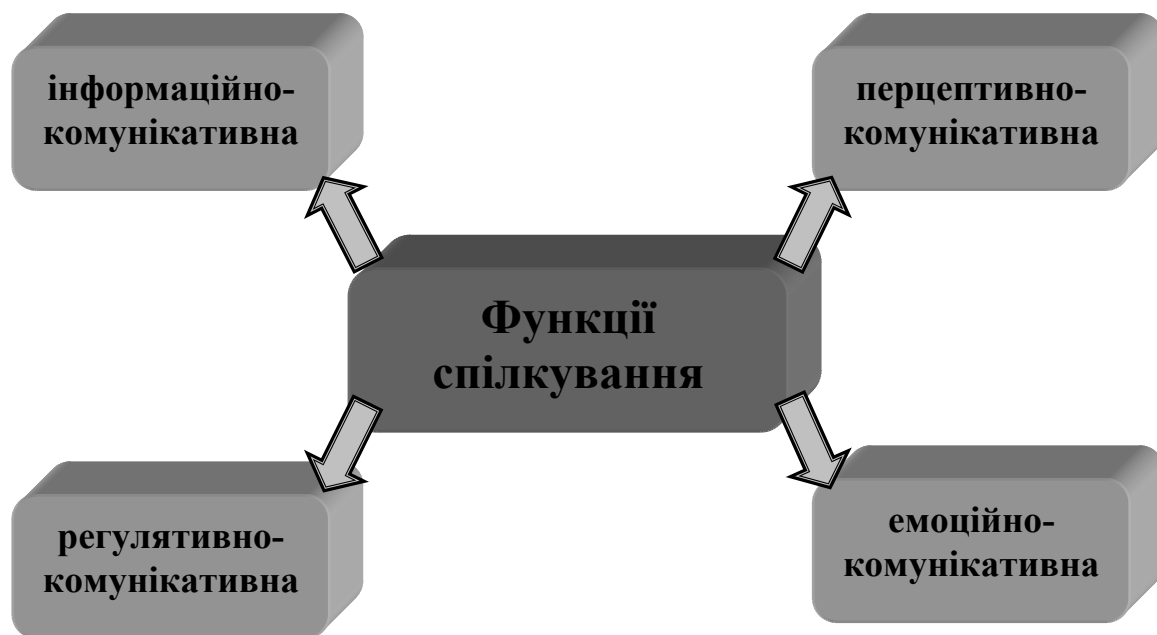 інформаційно-
комунікативна
перцептивно-
комунікативна
Функції
спілкування
регулятивно-
комунікативна
емоційно-
комунікативна